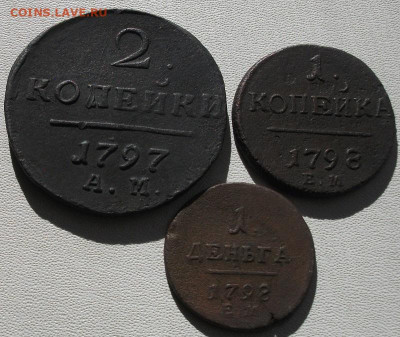 COINS.LAVE.RU
2
КОПЕЙКИ
1797
А.М.
1.
КОПЕЙКА
1798
Е.М
1
ДЕНЬГА
1798
Е.М